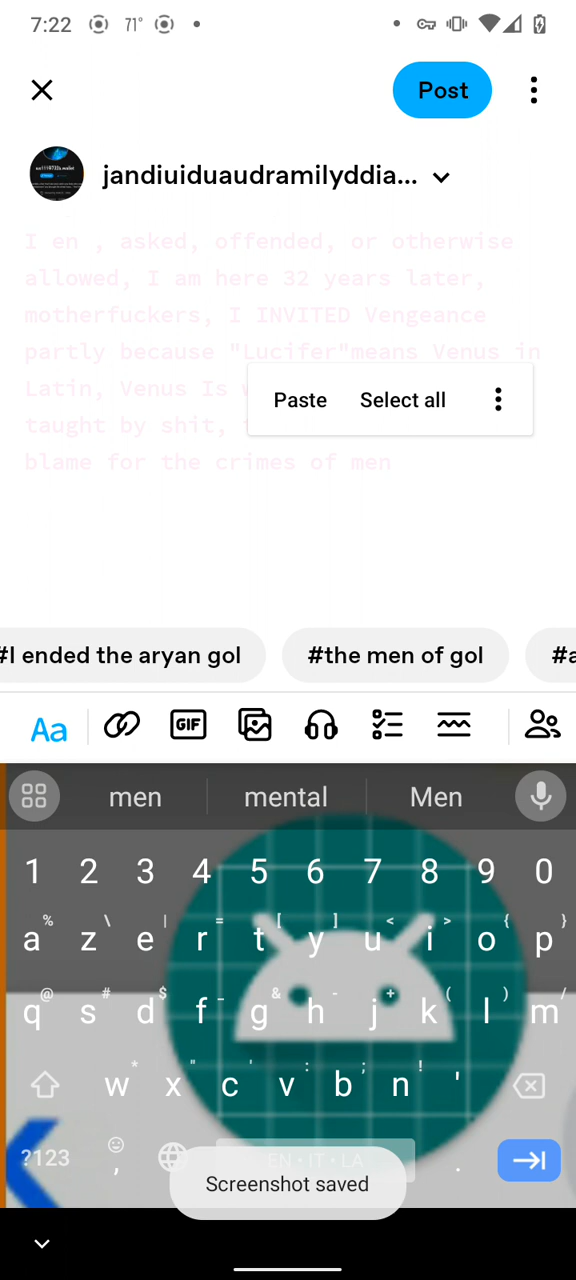 7:22 71°
Post
jandiuiduaudramilyddia...
I en , asked, offended, or otherwise
allowed, I am here 32 years later,
motherfuckers, I INVITED Vengeance
partly because "Lucifer"means Venus in
Latin, Venus Is
taught by shit,
blame for the crimes of men
Paste Select all
#I ended the aryan gol #the men of gol #a
Aa GIF
men mental Men
1 2 3 4 5 6 7 8 9 0
% \ | = [ ] < > { }
a z e r t y u i o p
@ # $ _ & - + ( ) /
q s d f g h j k l m
* " ' : ; !
w x c v b n '
?123 , EN • IT • LA .
Screenshot saved